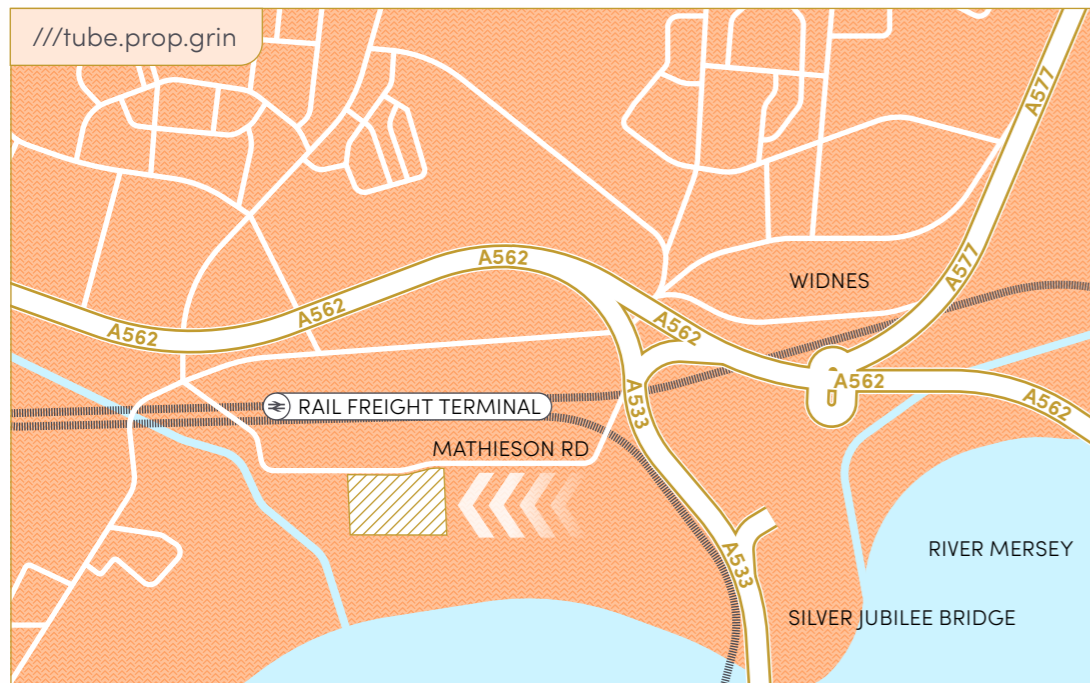 ///tube.prop.grin
A577
A577
A562
A562
A562
WIDNES
A562
A562
A562
A533
RAIL FREIGHT TERMINAL
MATHIESON RD
A533
RIVER MERSEY
SILVER JUBILEE BRIDGE